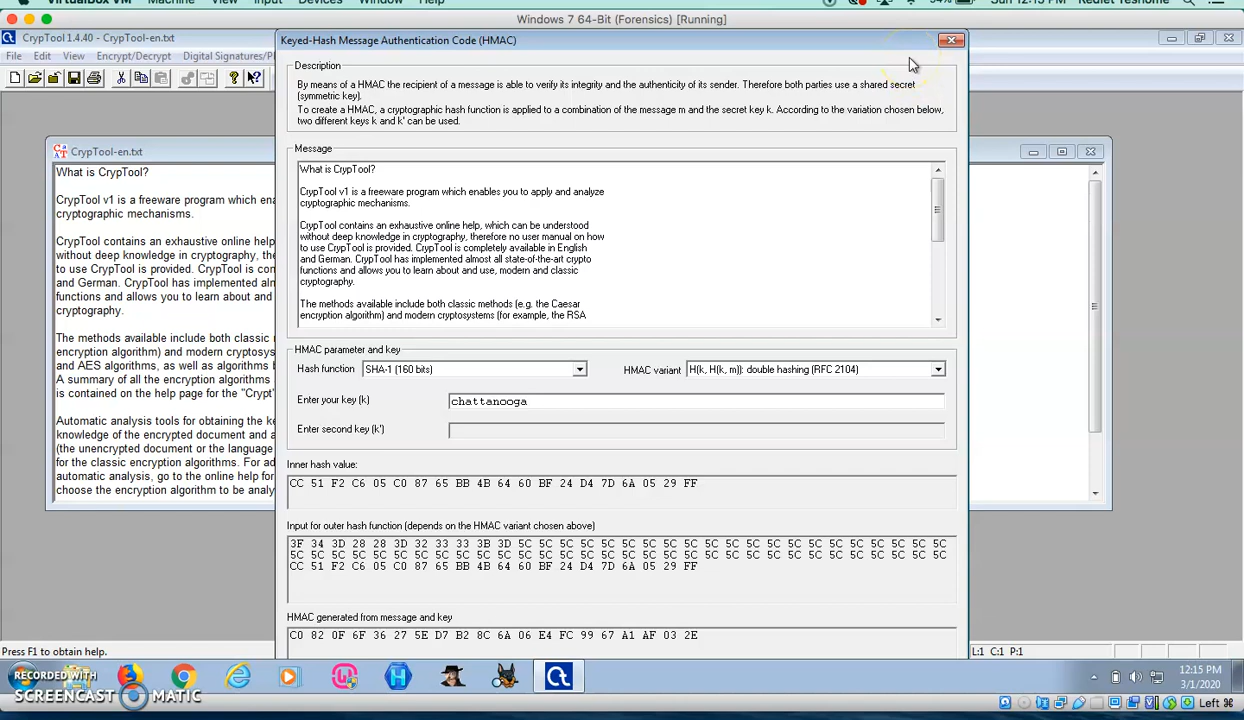 VirtualBox VM Machine View Input Devices Window Help
94% Sun 12:15 PM Rediet Teshome
Windows 7 64-Bit (Forensics) [Running]
CrypTool 1.4.40 - CrypTool-en.txt
File Edit View Encrypt/Decrypt Digital Signatures/
CrypTool-en.txt
What is CrypTool?
CrypTool v1 is a freeware program which ena
cryptographic mechanisms.
CrypTool contains an exhaustive online help
without deep knowledge in cryptography, the
to use CrypTool is provided. CrypTool is con
and German. CrypTool has implemented alm
functions and allows you to learn about and
cryptography.
The methods available include both classic
encryption algorithm) and modern cryptosys
and AES algorithms, as well as algorithms b
A summary of all the encryption algorithms
is contained on the help page for the "Crypt
Automatic analysis tools for obtaining the ke
knowledge of the encrypted document and a
(the unencrypted document or the language
for the classic encryption algorithms. For ad
automatic analysis, go to the online help for
choose the encryption algorithm to be analy
Keyed-Hash Message Authentication Code (HMAC)
Description
By means of a HMAC the recipient of a message is able to verify its integrity and the authenticity of its sender. Therefore both parties use a shared secret
(symmetric key).
To create a HMAC, a cryptographic hash function is applied to a combination of the message m and the secret key k. According to the variation chosen below,
two different keys k and k' can be used.
Message
What is CrypTool?
CrypTool v1 is a freeware program which enables you to apply and analyze
cryptographic mechanisms.
CrypTool contains an exhaustive online help, which can be understood
without deep knowledge in cryptography, therefore no user manual on how
to use CrypTool is provided. CrypTool is completely available in English
and German. CrypTool has implemented almost all state-of-the-art crypto
functions and allows you to learn about and use, modern and classic
cryptography.
The methods available include both classic methods (e.g. the Caesar
encryption algorithm) and modern cryptosystems (for example, the RSA
HMAC parameter and key
Hash function SHA-1 (160 bits) HMAC variant H(k, H(k, m)): double hashing (RFC 2104)
Enter your key (k) chattanooga
Enter second key (k')
Inner hash value:
CC 51 F2 C6 05 C0 87 65 BB 4B 64 60 BF 24 D4 7D 6A 05 29 FF
Input for outer hash function (depends on the HMAC variant chosen above)
3F 34 3D 28 28 3D 32 33 33 3B 3D 5C 5C 5C 5C 5C 5C 5C 5C 5C 5C 5C 5C 5C 5C 5C 5C 5C 5C 5C 5C 5C
5C 5C 5C 5C 5C 5C 5C 5C 5C 5C 5C 5C 5C 5C 5C 5C 5C 5C 5C 5C 5C 5C 5C 5C 5C 5C 5C 5C 5C 5C 5C 5C
CC 51 F2 C6 05 C0 87 65 BB 4B 64 60 BF 24 D4 7D 6A 05 29 FF
HMAC generated from message and key
C0 82 0F 6F 36 27 5E D7 B2 8C 6A 06 E4 FC 99 67 A1 AF 03 2E
Press F1 to obtain help.
L:1 C:1 P:1
RECORDED WITH
SCREENCAST MATIC
12:15 PM
3/1/2020
Left ⌘